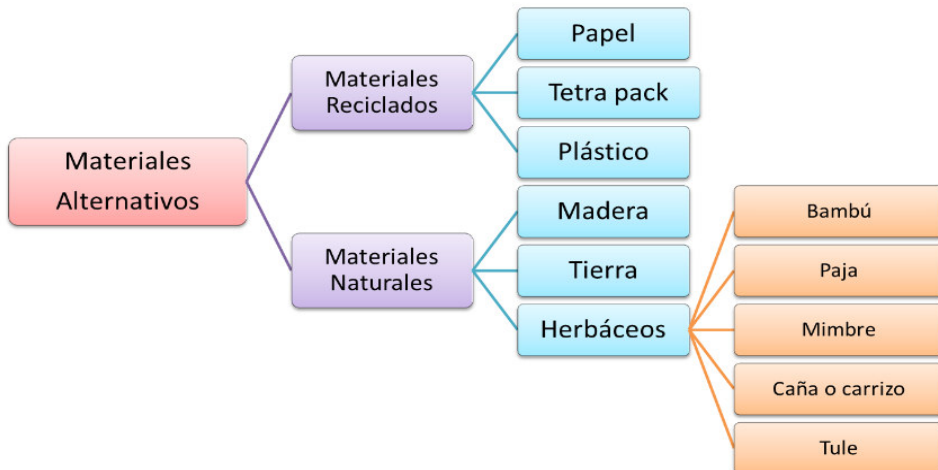 Materiales
Alternativos
Materiales
Reciclados
Papel
Tetra pack
Plástico
Materiales
Naturales
Madera
Tierra
Herbáceos
Bambú
Paja
Mimbre
Caña o carrizo
Tule